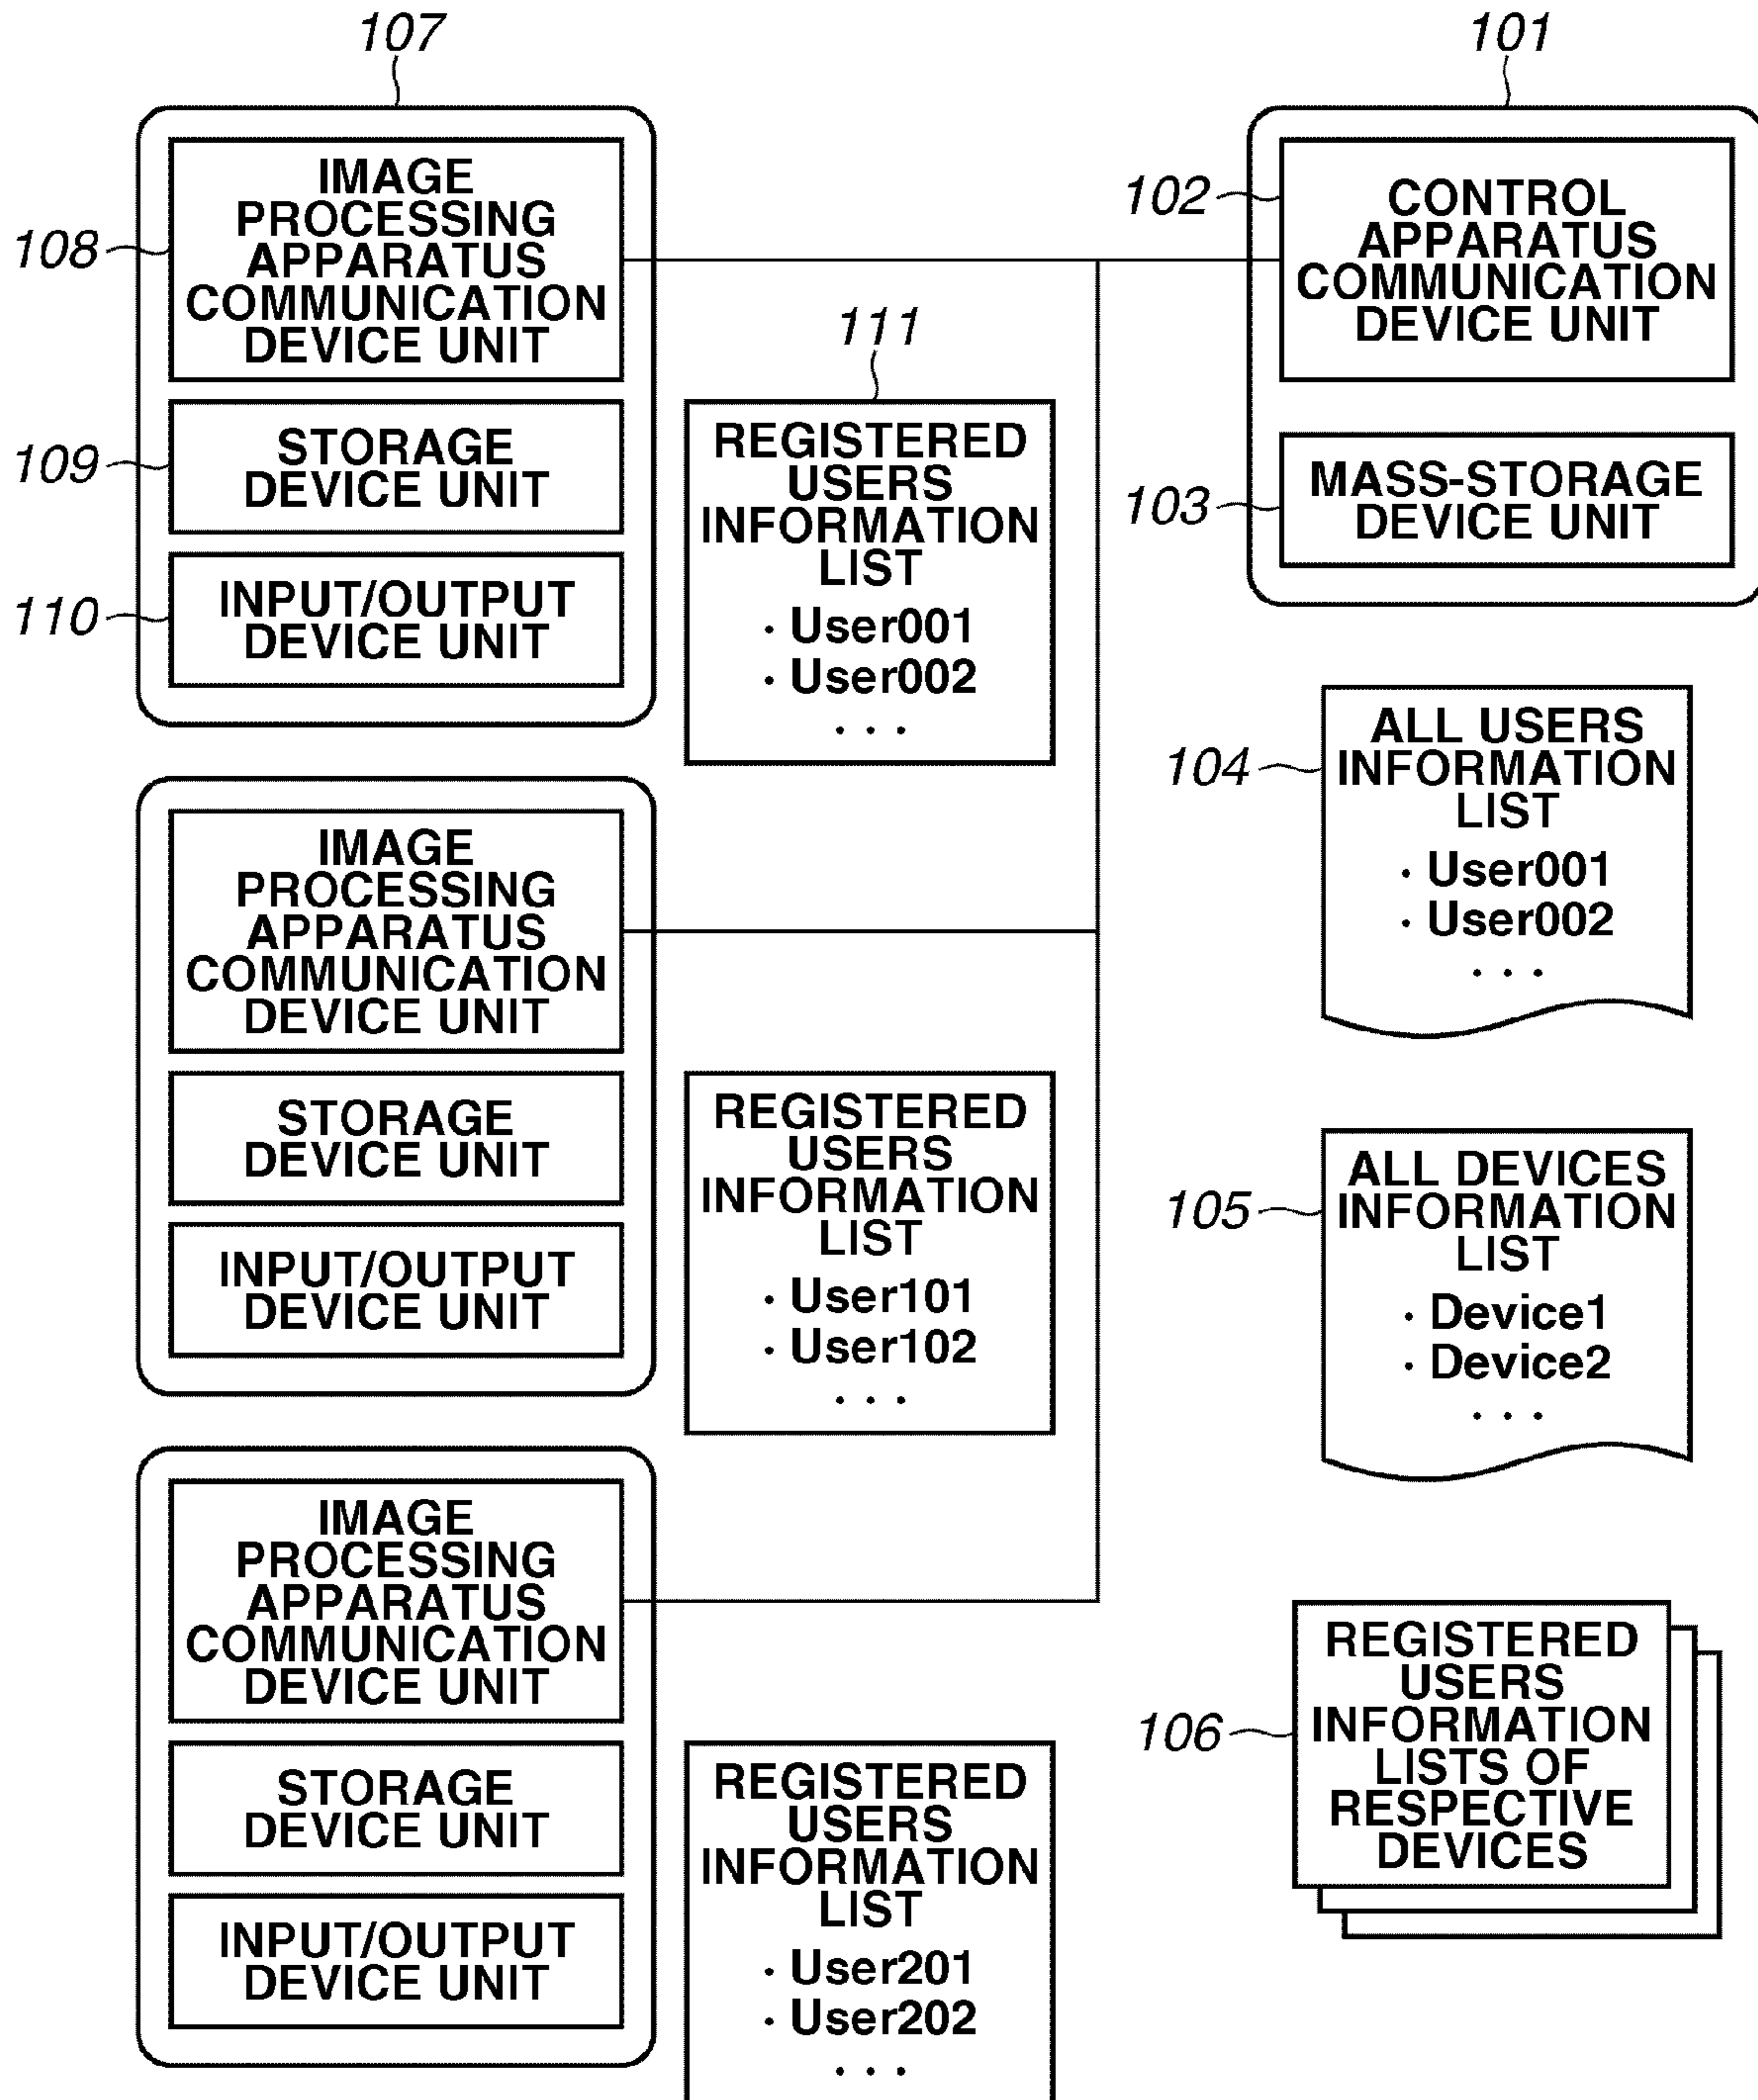 107
IMAGE
PROCESSING
APPARATUS
COMMUNICATION
DEVICE UNIT
108
STORAGE
DEVICE UNIT
109
INPUT/OUTPUT
DEVICE UNIT
110
111
REGISTERED
USERS
INFORMATION
LIST
· User001
· User002
· · ·
101
102
CONTROL
APPARATUS
COMMUNICATION
DEVICE UNIT
103
MASS-STORAGE
DEVICE UNIT
104
ALL USERS
INFORMATION
LIST
· User001
· User002
· · ·
IMAGE
PROCESSING
APPARATUS
COMMUNICATION
DEVICE UNIT
STORAGE
DEVICE UNIT
INPUT/OUTPUT
DEVICE UNIT
REGISTERED
USERS
INFORMATION
LIST
· User101
· User102
· · ·
105
ALL DEVICES
INFORMATION
LIST
· Device1
· Device2
· · ·
IMAGE
PROCESSING
APPARATUS
COMMUNICATION
DEVICE UNIT
STORAGE
DEVICE UNIT
INPUT/OUTPUT
DEVICE UNIT
REGISTERED
USERS
INFORMATION
LIST
· User201
· User202
· · ·
106
REGISTERED
USERS
INFORMATION
LISTS OF
RESPECTIVE
DEVICES